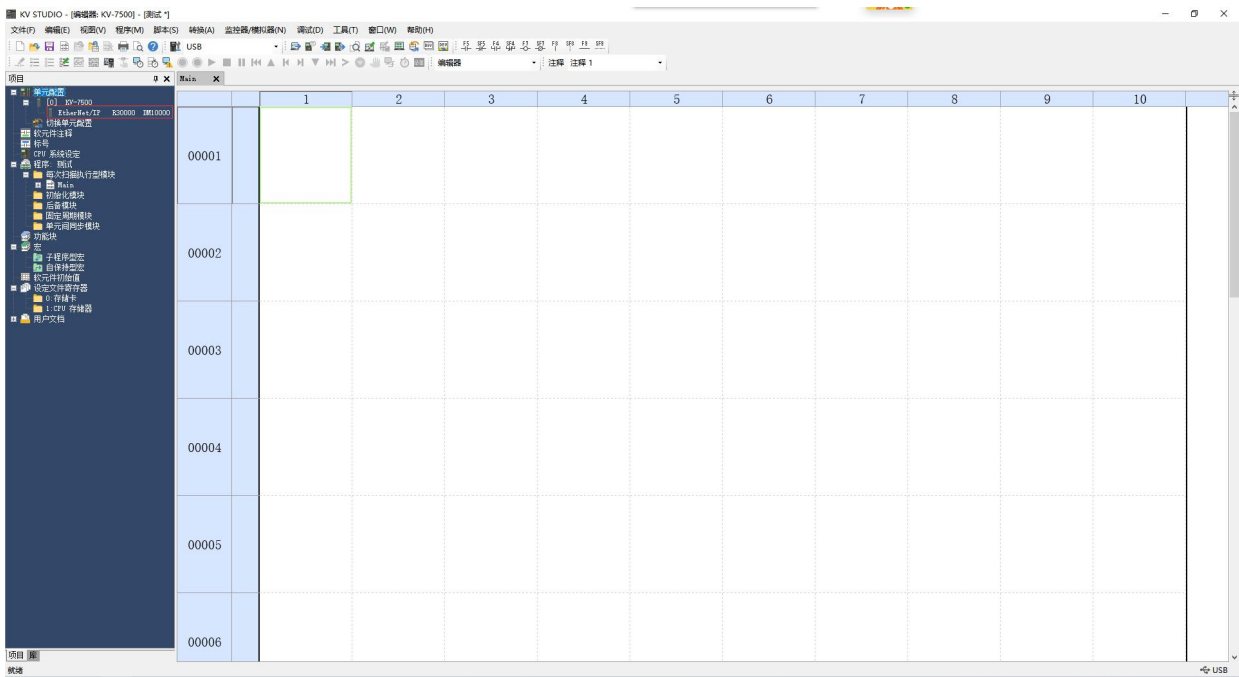 KV STUDIO - [编辑器: KV-7500] - [测试 *]
文件(F) 编辑(E) 视图(V) 程序(M) 脚本(S) 转换(A) 监控器/模拟器(N) 调试(D) 工具(T) 窗口(W) 帮助(H)
USB
编辑器 注释 注释 1
项目
Main
单元配置
[0] KV-7500
EtherNet/IP R30000 DM10000
切换单元配置
软元件注释
标号
CPU 系统设定
程序: 测试
每次扫描执行型模块
Main
初始化模块
后备模块
固定周期模块
单元间同步模块
功能块
宏
子程序型宏
自保持型宏
软元件初始值
设定文件寄存器
0:存储卡
1:CPU 存储器
用户文档
1 2 3 4 5 6 7 8 9 10
00001
00002
00003
00004
00005
00006
项目 库
就绪
USB